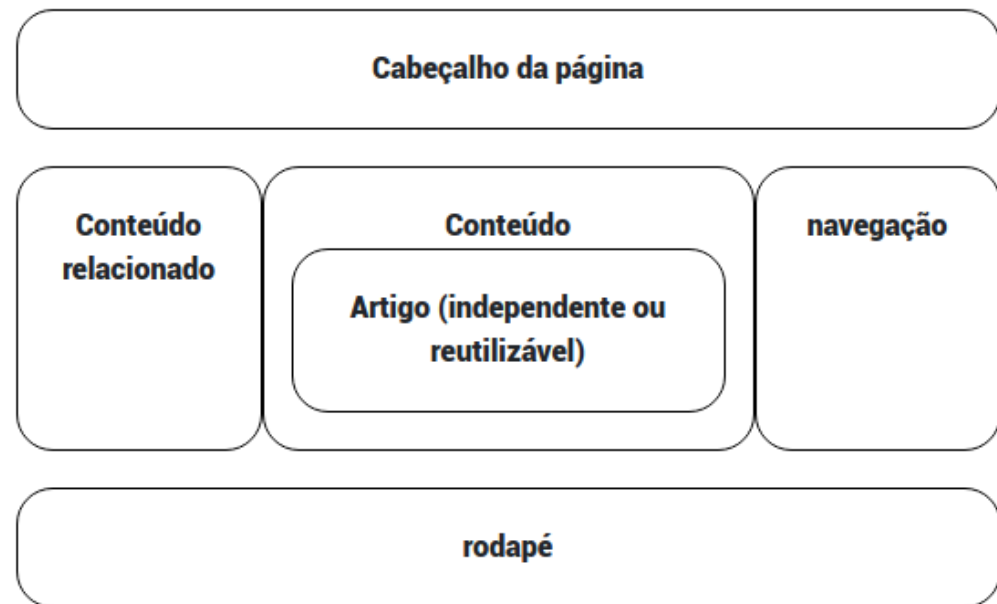 Cabeçalho da página
Conteúdo
relacionado
Conteúdo
Artigo (independente ou
reutilizável)
navegação
rodapé